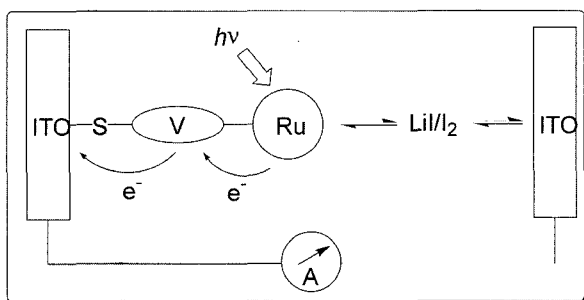 hν
ITO S V Ru LiI/I₂ ITO
e⁻ e⁻
A